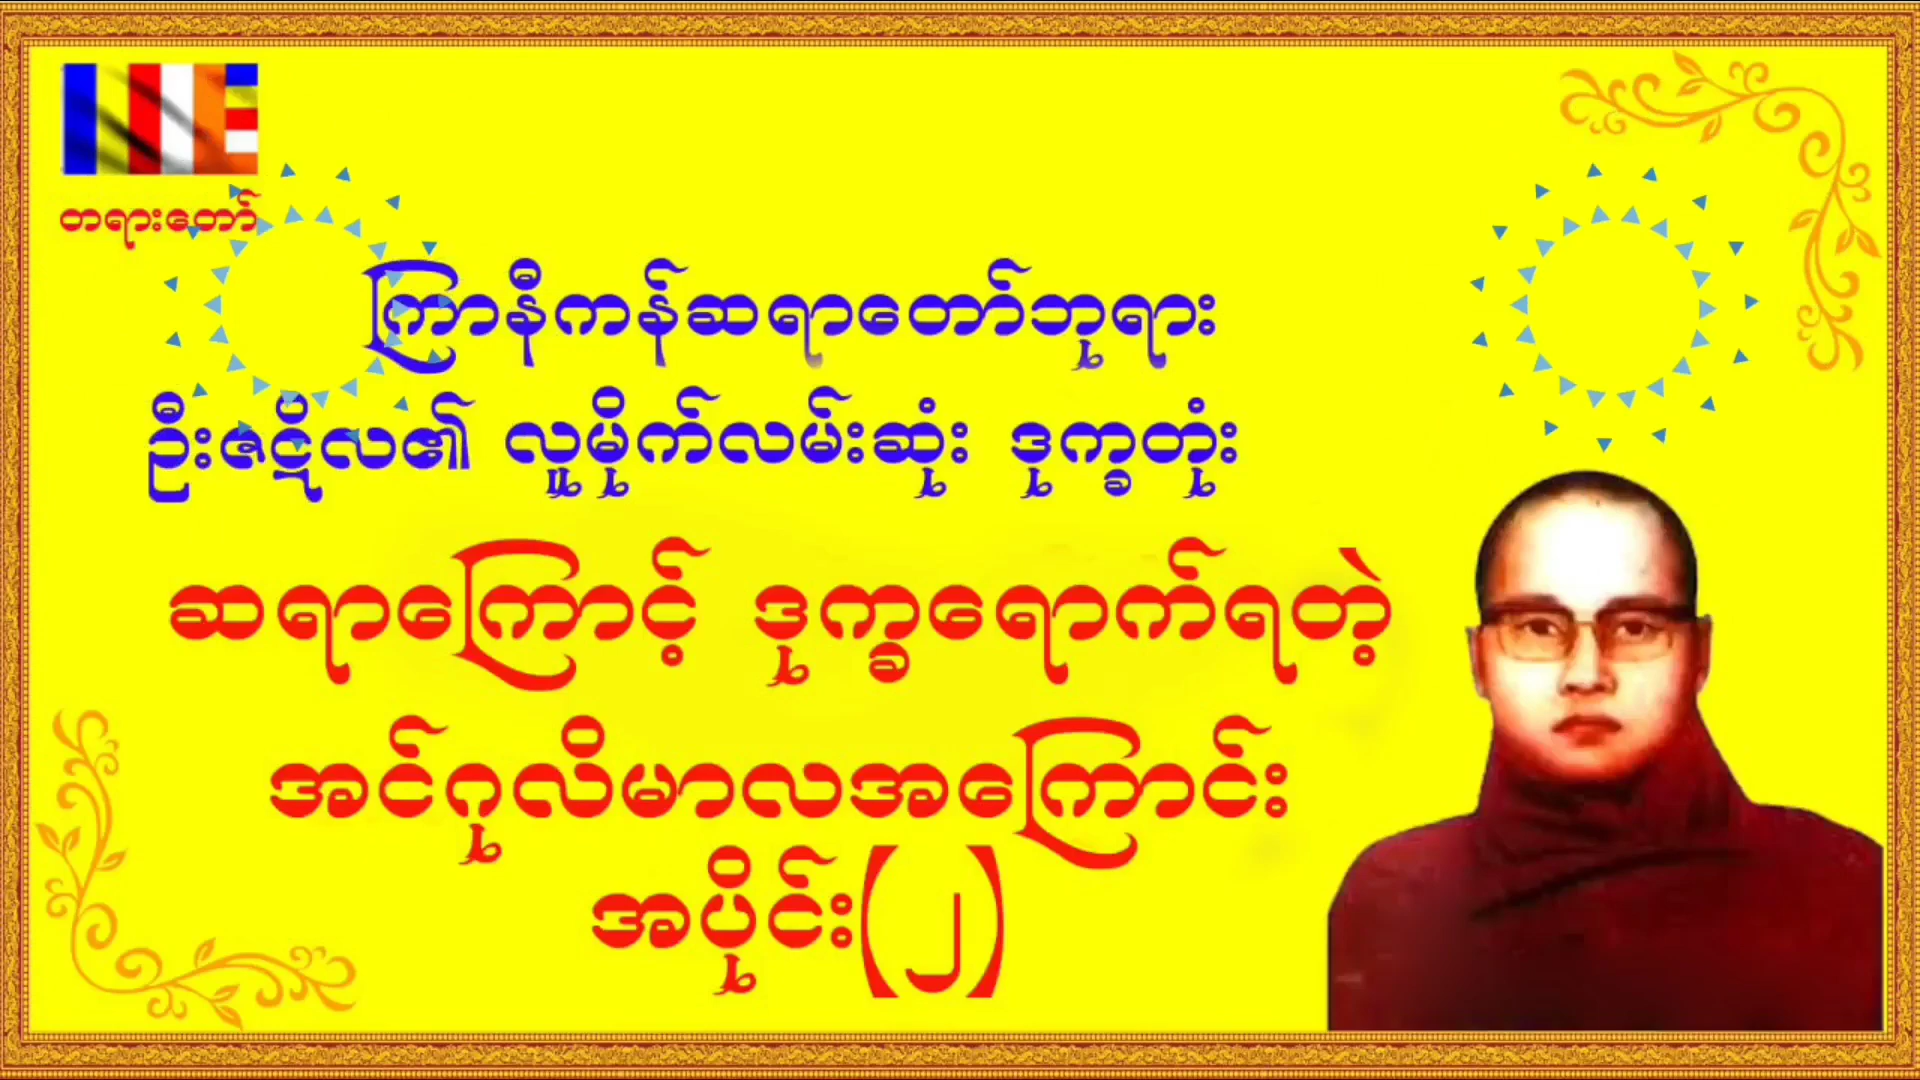 တရားတော်
ကြာနီကန်ဆရာတော်ဘုရား
ဦးဇဋိလ၏ လူမိုက်လမ်းဆုံး ဒုက္ခတုံး
ဆရာကြောင့် ဒုက္ခရောက်ရတဲ့
အင်ဂုလိမာလအကြောင်း
အပိုင်း(၂)